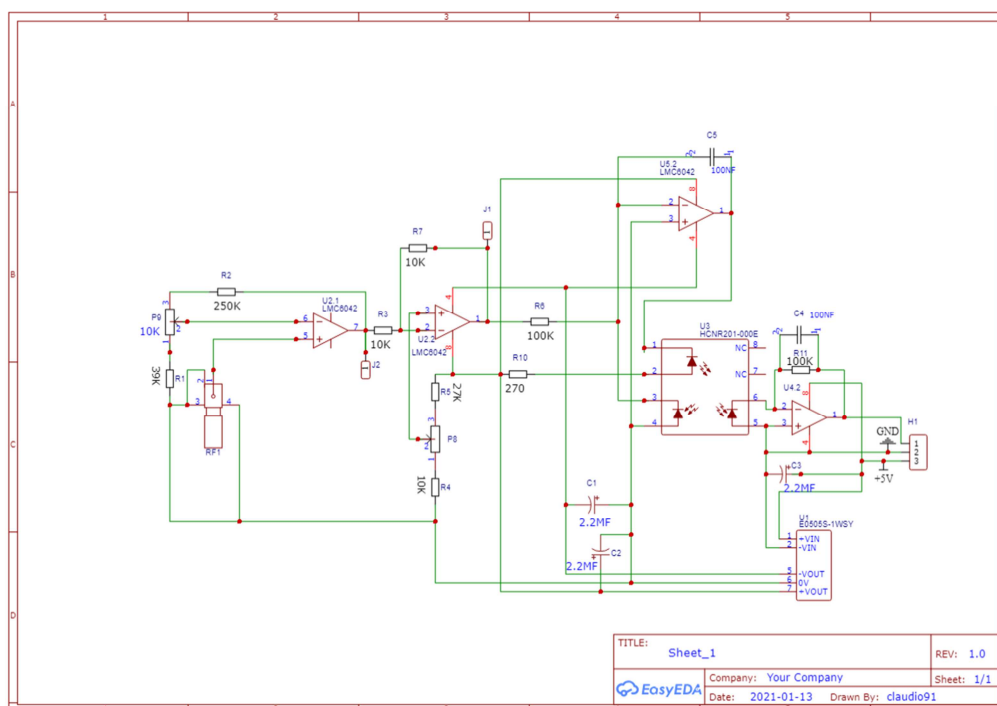 1 2 3 4 5
A
B
C
D
C5
100NF
U5.2
LMC6042
J1
R7
10K
R2
250K
U2.1
LMC6042
R3
10K
J2
U2.2
LMC6042
R6
100K
U3
HCNR201-000E
NC
NC
C4
100NF
R11
100K
U4.2
P9
10K
R1
39K
RF1
R5
27K
R10
270
P8
R4
10K
C1
2.2MF
C2
2.2MF
C3
2.2MF
GND
+5V
H1
1
2
3
U1
E0505S-1WSY
+VIN
-VIN
-VOUT
0V
+VOUT
TITLE:
Sheet_1
REV: 1.0
EasyEDA
Company: Your Company
Sheet: 1/1
Date: 2021-01-13 Drawn By: claudio91